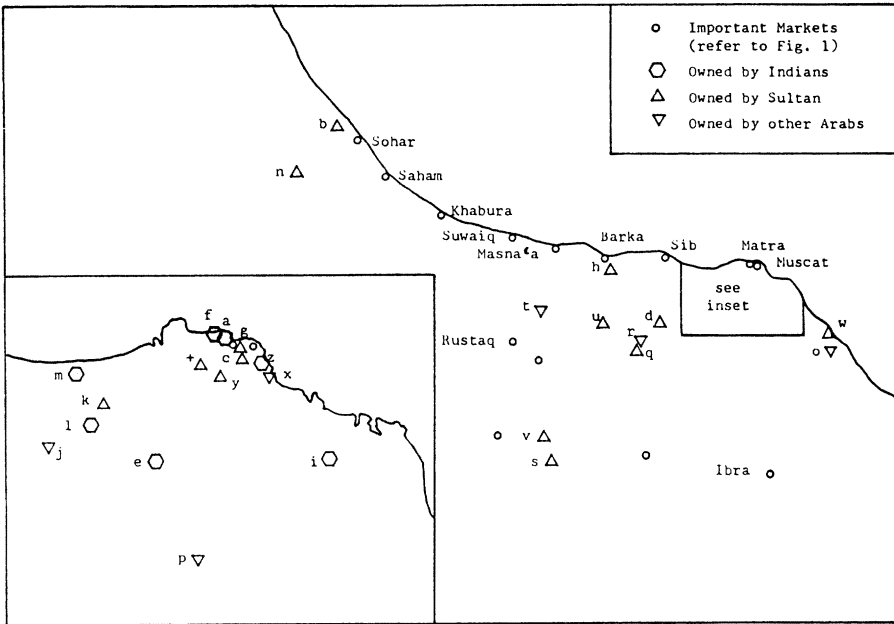 Important Markets
(refer to Fig. 1)
Owned by Indians
Owned by Sultan
Owned by other Arabs
b
Sohar
n
Saham
Khabura
Suwaiq
Masnaʿa
Barka
Sib
Matra
Muscat
h
see
inset
t
u
d
w
r
Rustaq
q
v
s
Ibra
f
a
g
+
c
z
m
y
x
k
l
j
e
i
p